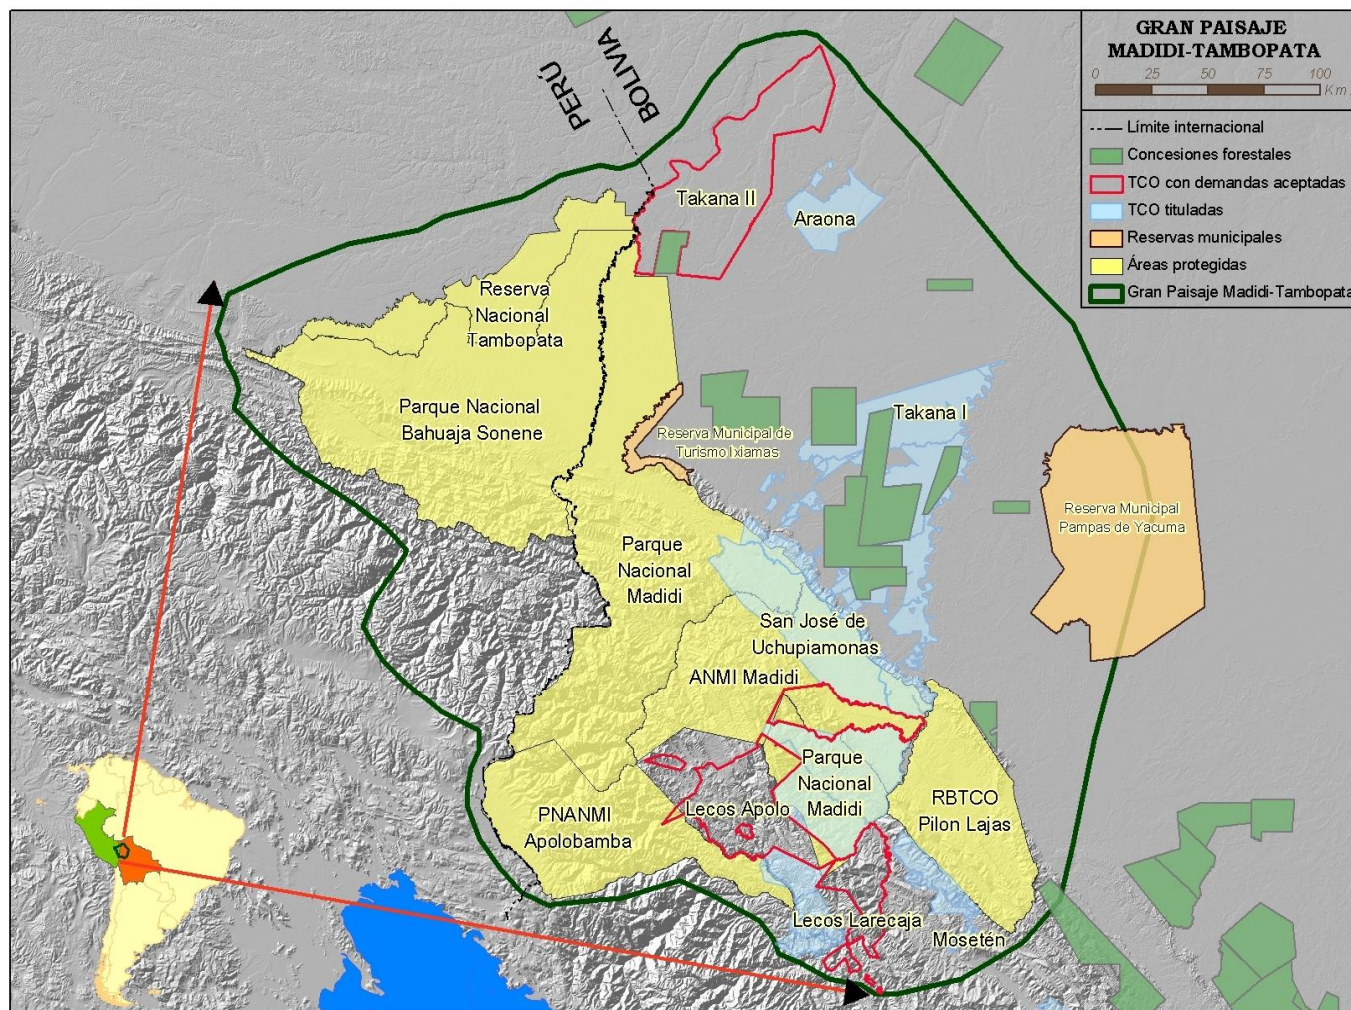 GRAN PAISAJE
MADIDI-TAMBOPATA
0 25 50 75 100
Km.
Límite internacional
Concesiones forestales
TCO con demandas aceptadas
TCO tituladas
Reservas municipales
Áreas protegidas
Gran Paisaje Madidi-Tambopata
PERÚ
BOLIVIA
Takana II
Araona
Reserva
Nacional
Tambopata
Parque Nacional
Bahuaja Sonene
Takana I
Reserva Municipal de
Turismo Ixiamas
Reserva Municipal
Pampas de Yacuma
Parque
Nacional
Madidi
San José de
Uchupiamonas
ANMI Madidi
Parque
Nacional
Madidi
RBTCO
Pilon Lajas
PNANMI
Apolobamba
Lecos Apolo
Lecos Larecaja
Mosetén